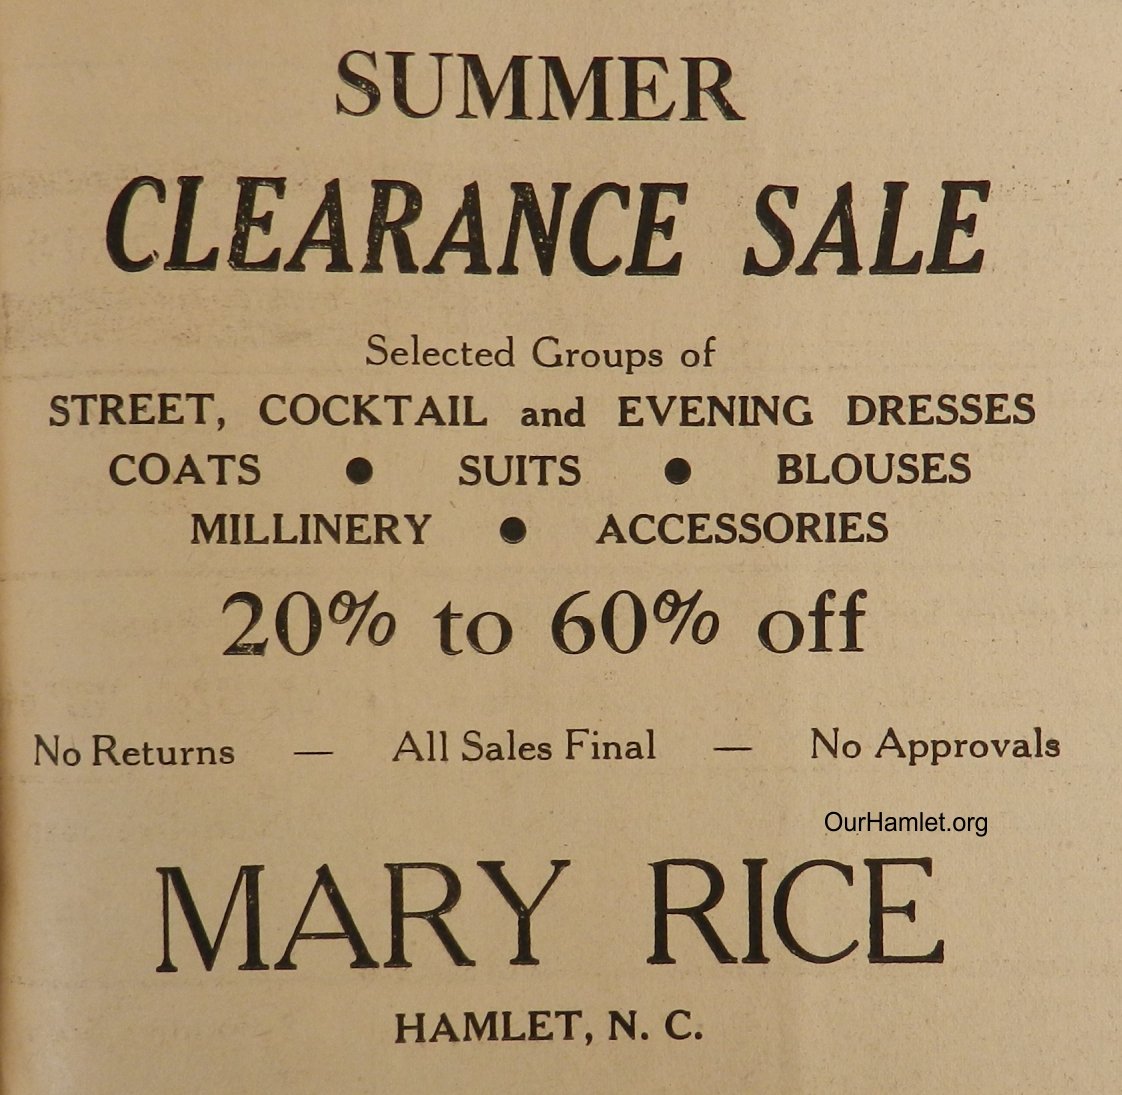 SUMMER
CLEARANCE SALE
Selected Groups of
STREET, COCKTAIL and EVENING DRESSES
COATS ● SUITS ● BLOUSES
MILLINERY ● ACCESSORIES
20% to 60% off
No Returns — All Sales Final — No Approvals
OurHamlet.org
MARY RICE
HAMLET, N. C.